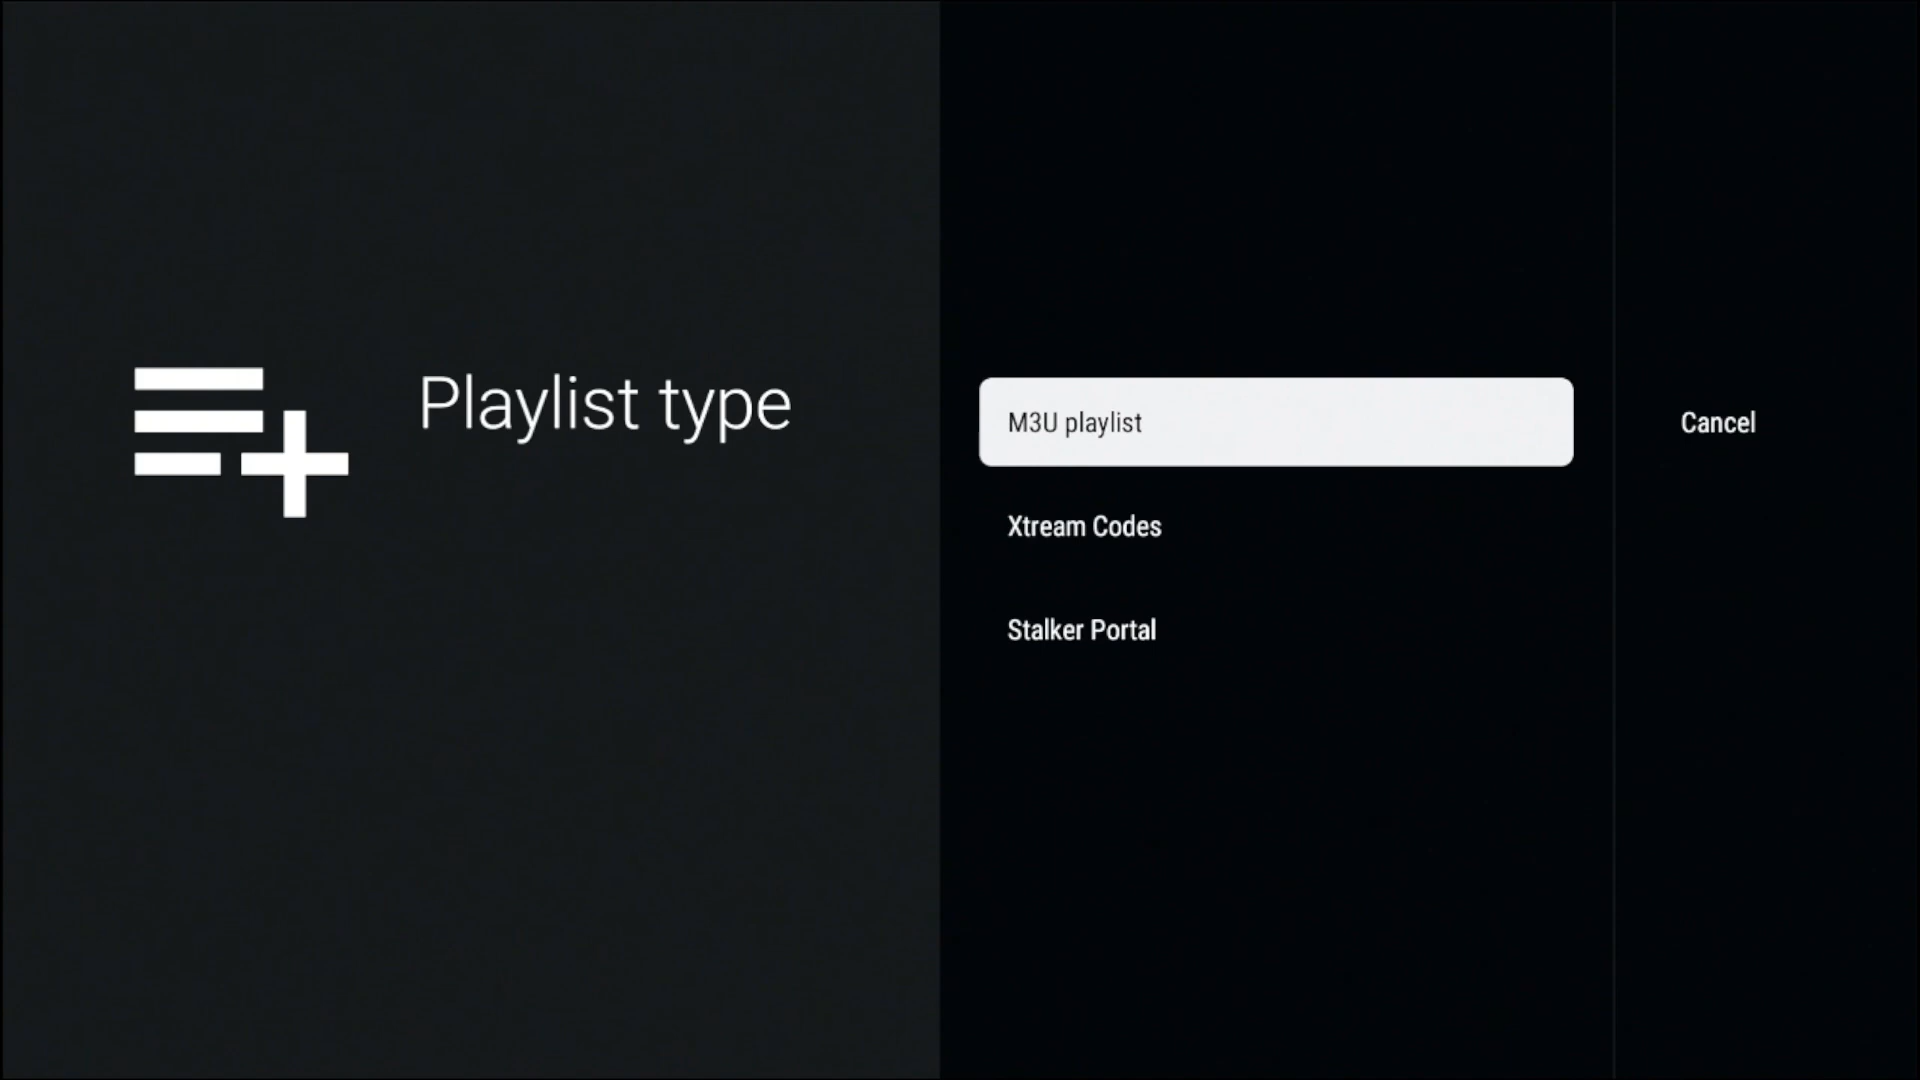 Playlist type
M3U playlist
Xtream Codes
Stalker Portal
Cancel